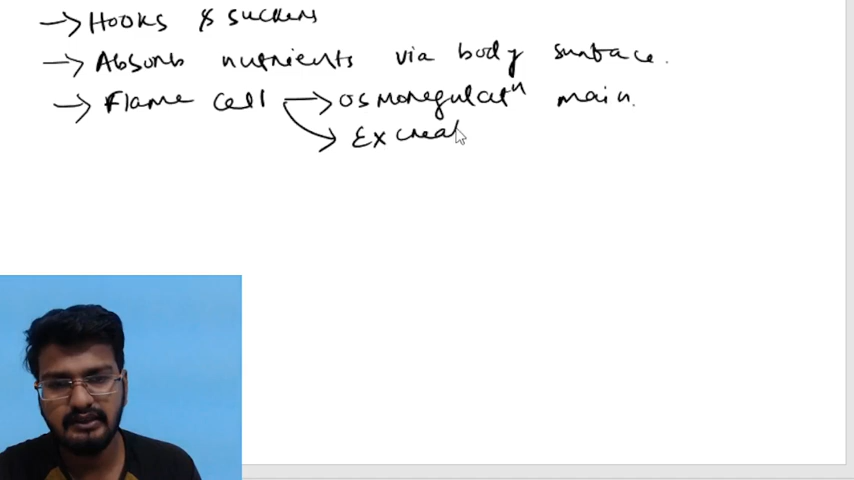 → Hooks & suckers
→ Absorb nutrients via body surface.
→ Flame cell → osmoregulatⁿ main.
→ Excreat